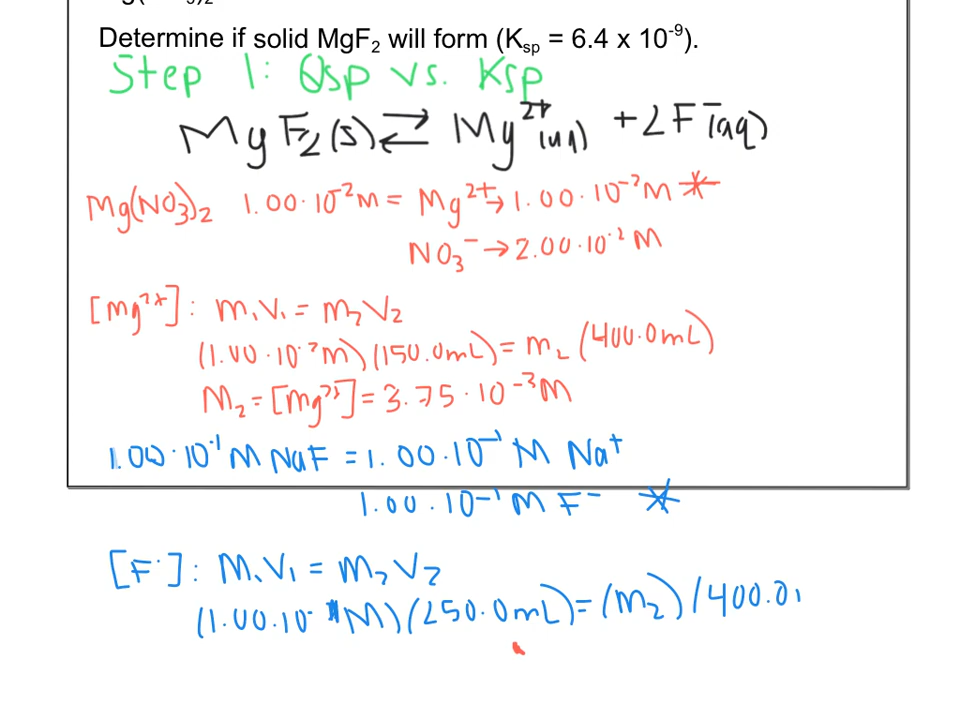 Determine if solid MgF₂ will form (Ksp = 6.4 x 10⁻⁹).
Step 1: Qsp vs. Ksp
MgF₂(s) ⇄ Mg²⁺(aq) + 2F⁻(aq)
Mg(NO₃)₂ 1.00·10⁻²M = Mg²⁺→1.00·10⁻²M *
NO₃⁻→2.00·10⁻²M
[Mg²⁺]: M₁V₁ = M₂V₂
(1.00·10⁻²M)(150.0mL) = M₂(400.0mL)
M₂ = [Mg²⁺] = 3.75·10⁻³M
1.00·10⁻¹M NaF = 1.00·10⁻¹ M Na⁺
1.00·10⁻¹M F⁻ *
[F⁻]: M₁V₁ = M₂V₂
(1.00·10⁻¹M)(250.0mL) = (M₂)(400.0